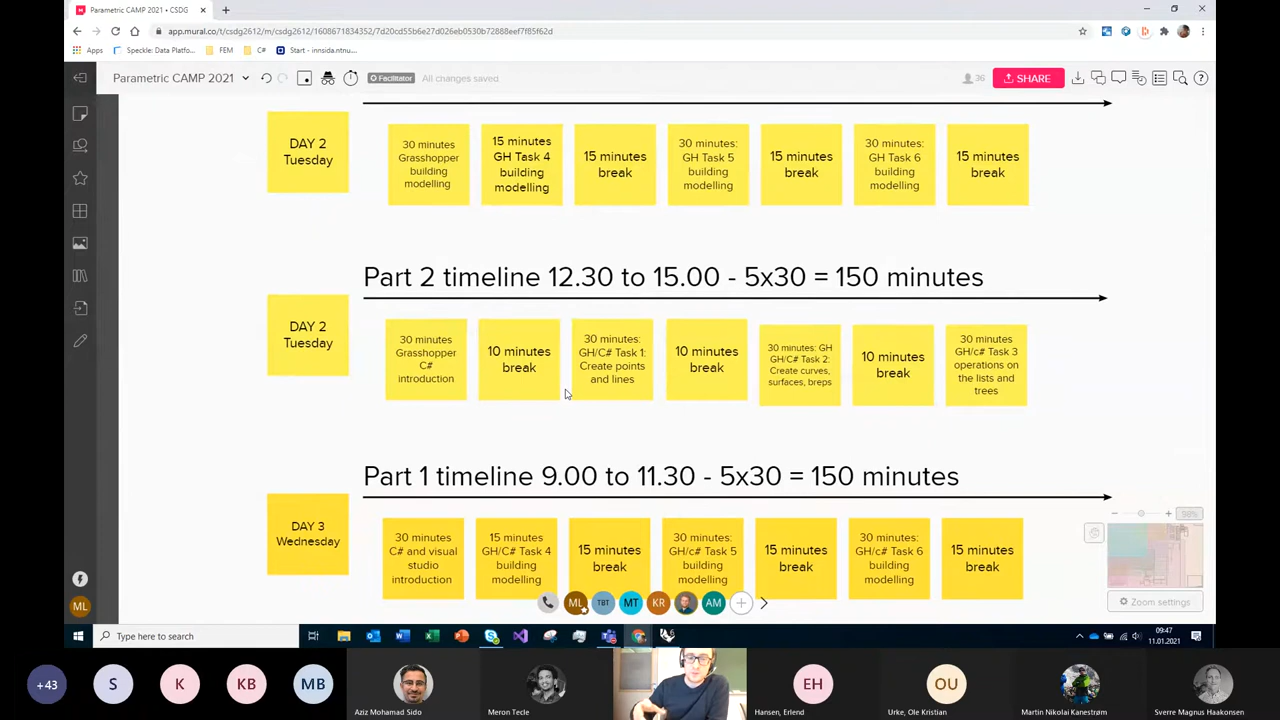 Parametric CAMP 2021 • CSDG
app.mural.co/t/csdg2612/m/csdg2612/1608671834352/7d20cd55b6e27d026eb0530b72888eef7f85f62d
Apps
Speckle: Data Platfo...
FEM
C#
Start - innsida.ntnu...
Parametric CAMP 2021
Facilitator
All changes saved
36
SHARE
DAY 2
Tuesday
30 minutes
Grasshopper
building
modelling
15 minutes
GH Task 4
building
modelling
15 minutes
break
30 minutes:
GH Task 5
building
modelling
15 minutes
break
30 minutes:
GH Task 6
building
modelling
15 minutes
break
Part 2 timeline 12.30 to 15.00 - 5x30 = 150 minutes
DAY 2
Tuesday
30 minutes
Grasshopper
C#
introduction
10 minutes
break
30 minutes:
GH/C# Task 1:
Create points
and lines
10 minutes
break
30 minutes: GH
GH/C# Task 2:
Create curves,
surfaces, breps
10 minutes
break
30 minutes
GH/c# Task 3
operations on
the lists and
trees
Part 1 timeline 9.00 to 11.30 - 5x30 = 150 minutes
DAY 3
Wednesday
30 minutes
C# and visual
studio
introduction
15 minutes
GH/C# Task 4
building
modelling
15 minutes
break
30 minutes:
GH/c# Task 5
building
modelling
15 minutes
break
30 minutes:
GH/c# Task 6
building
modelling
15 minutes
break
98%
Zoom settings
ML
ML
TBT
MT
KR
AM
Type here to search
09:47
11.01.2021
+43
S
K
KB
MB
Aziz Mohamad Sido
Meron Tecle
EH
Hansen, Erlend
OU
Urke, Ole Kristian
Martin Nikolai Kanestrøm
Sverre Magnus Haakonsen